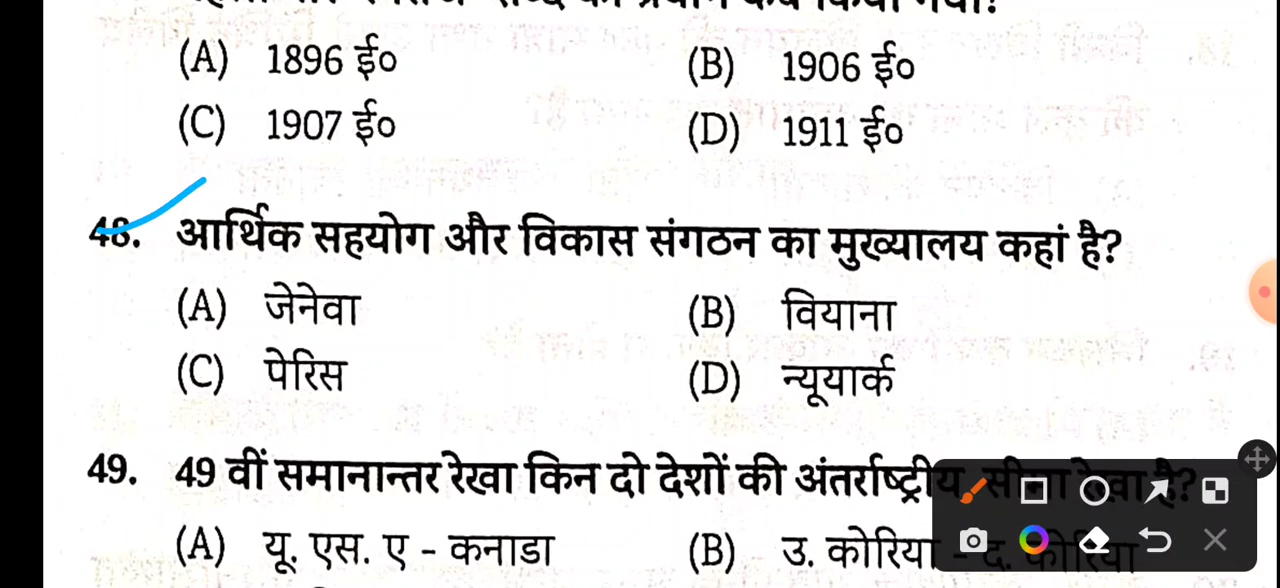 (A) 1896 ई० (B) 1906 ई०
(C) 1907 ई० (D) 1911 ई०
48. आर्थिक सहयोग और विकास संगठन का मुख्यालय कहां है?
(A) जेनेवा (B) वियाना
(C) पेरिस (D) न्यूयार्क
49. 49 वीं समानान्तर रेखा किन दो देशों की अंतर्राष्ट्रीय सीमा रेखा है?
(A) यू. एस. ए - कनाडा (B) उ. कोरिया - द. कोरिया